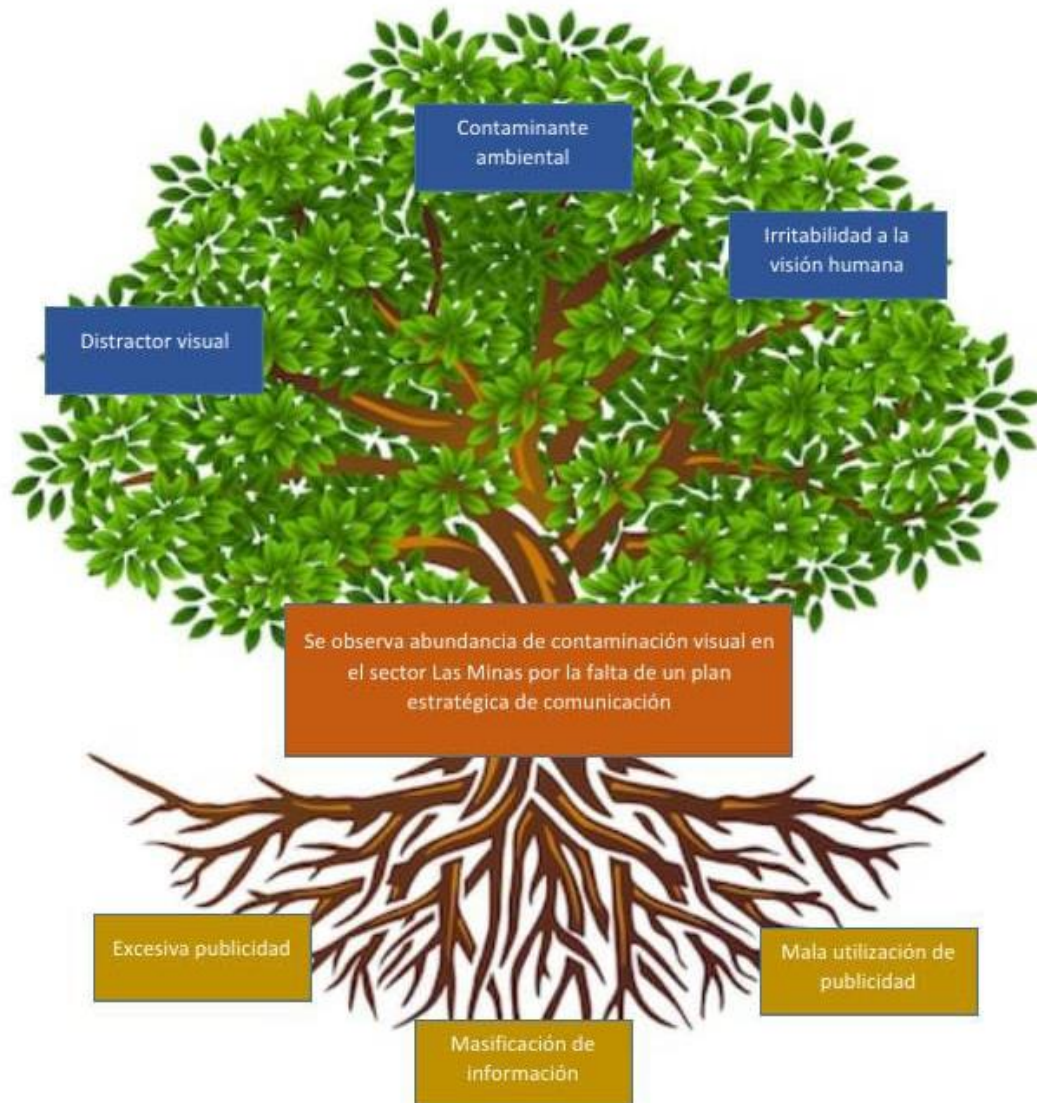 Contaminante
ambiental
Irritabilidad a la
visión humana
Distractor visual
Se observa abundancia de contaminación visual en
el sector Las Minas por la falta de un plan
estratégica de comunicación
Excesiva publicidad
Mala utilización de
publicidad
Masificación de
información